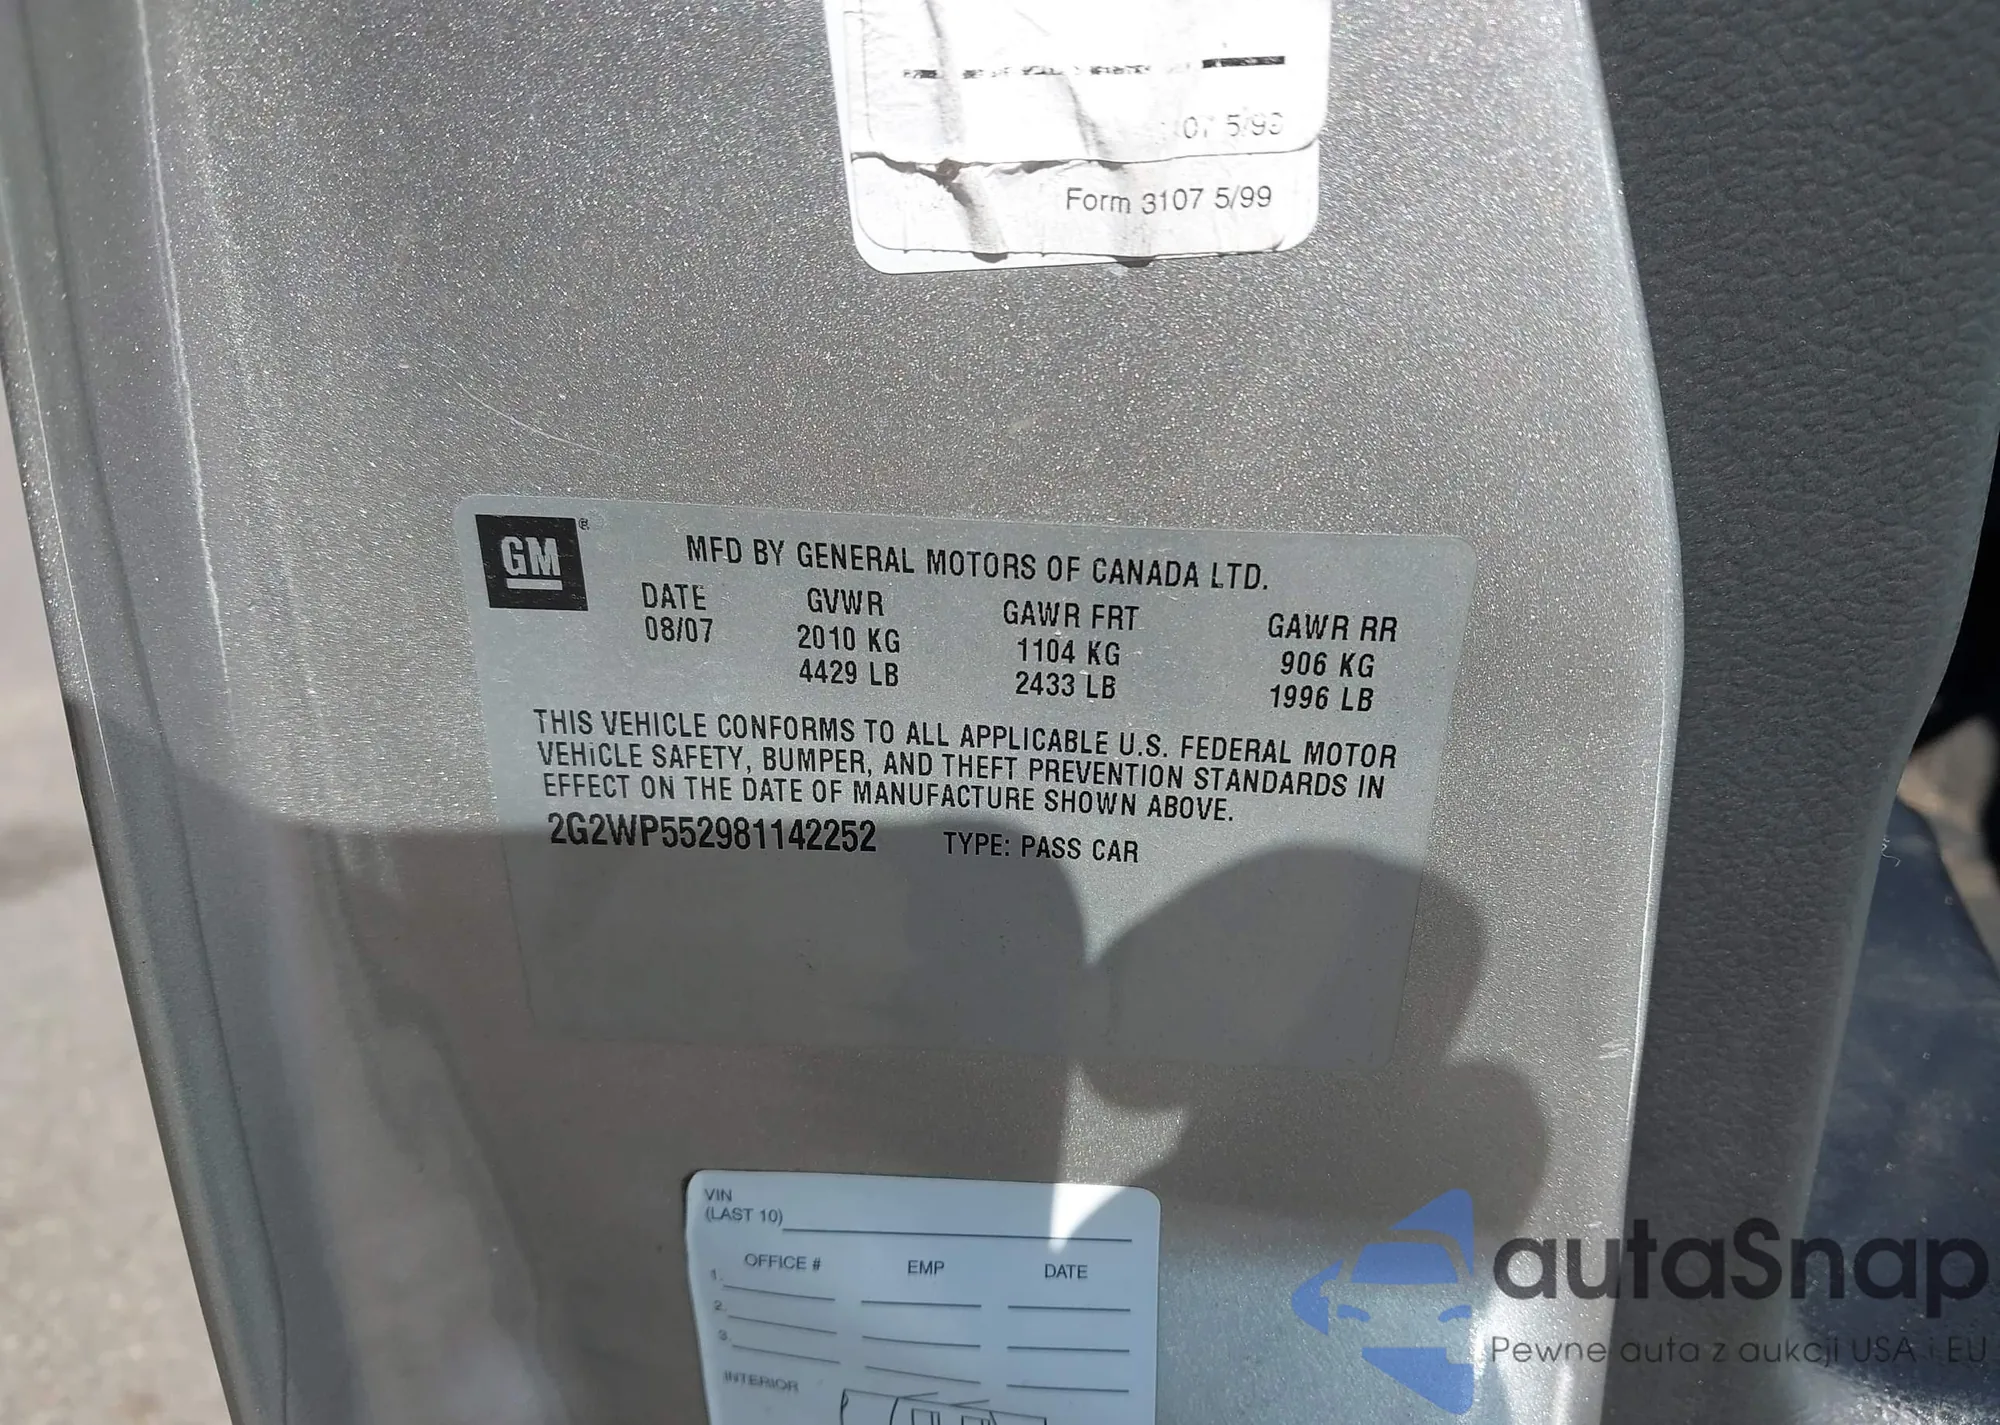 107 5/99
Form 3107 5/99
GM®
MFD BY GENERAL MOTORS OF CANADA LTD.
DATE GVWR GAWR FRT GAWR RR
08/07 2010 KG 1104 KG 906 KG
4429 LB 2433 LB 1996 LB
THIS VEHICLE CONFORMS TO ALL APPLICABLE U.S. FEDERAL MOTOR
VEHICLE SAFETY, BUMPER, AND THEFT PREVENTION STANDARDS IN
EFFECT ON THE DATE OF MANUFACTURE SHOWN ABOVE.
2G2WP552981142252 TYPE: PASS CAR
VIN
(LAST 10)
OFFICE # EMP DATE
1.
2.
3.
INTERIOR
autaSnap
Pewne auta z aukcji USA i EU